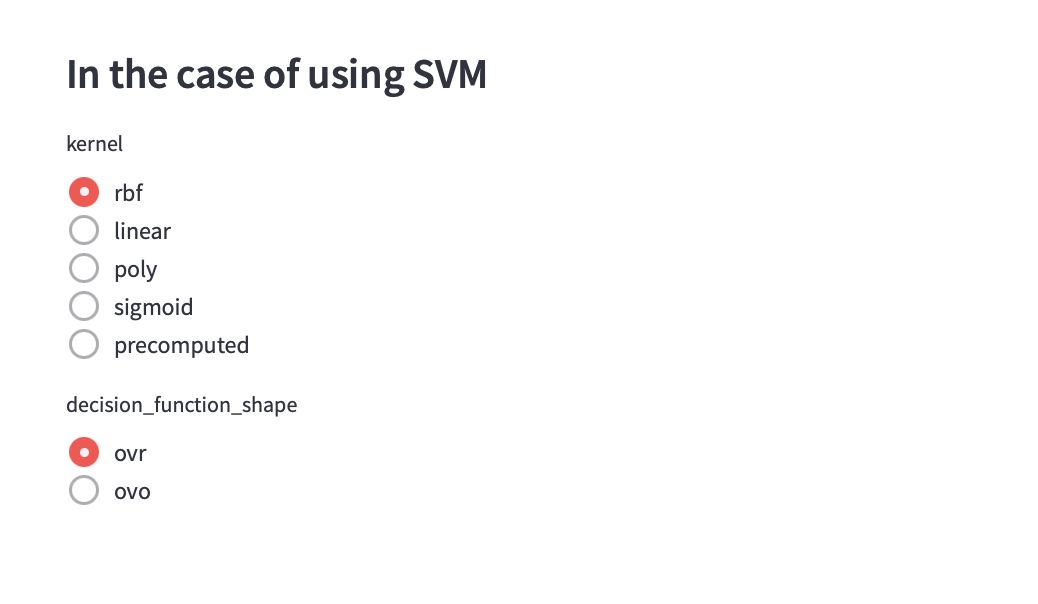 In the case of using SVM
kernel
rbf
linear
poly
sigmoid
precomputed
decision_function_shape
ovr
ovo